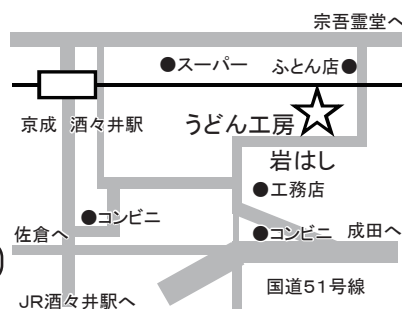 宗吾霊堂へ
●スーパー
ふとん店●
京成 酒々井駅
うどん工房
岩はし
●工務店
●コンビニ
●コンビニ
成田へ
佐倉へ
国道51号線
JR酒々井駅へ